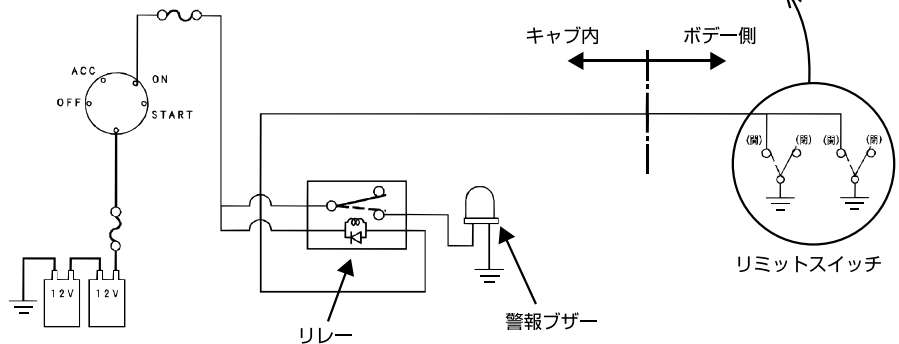 キャブ内
ボデー側
ACC
ON
OFF
START
(開)
(閉)
(開)
(閉)
リミットスイッチ
12V
12V
リレー
警報ブザー